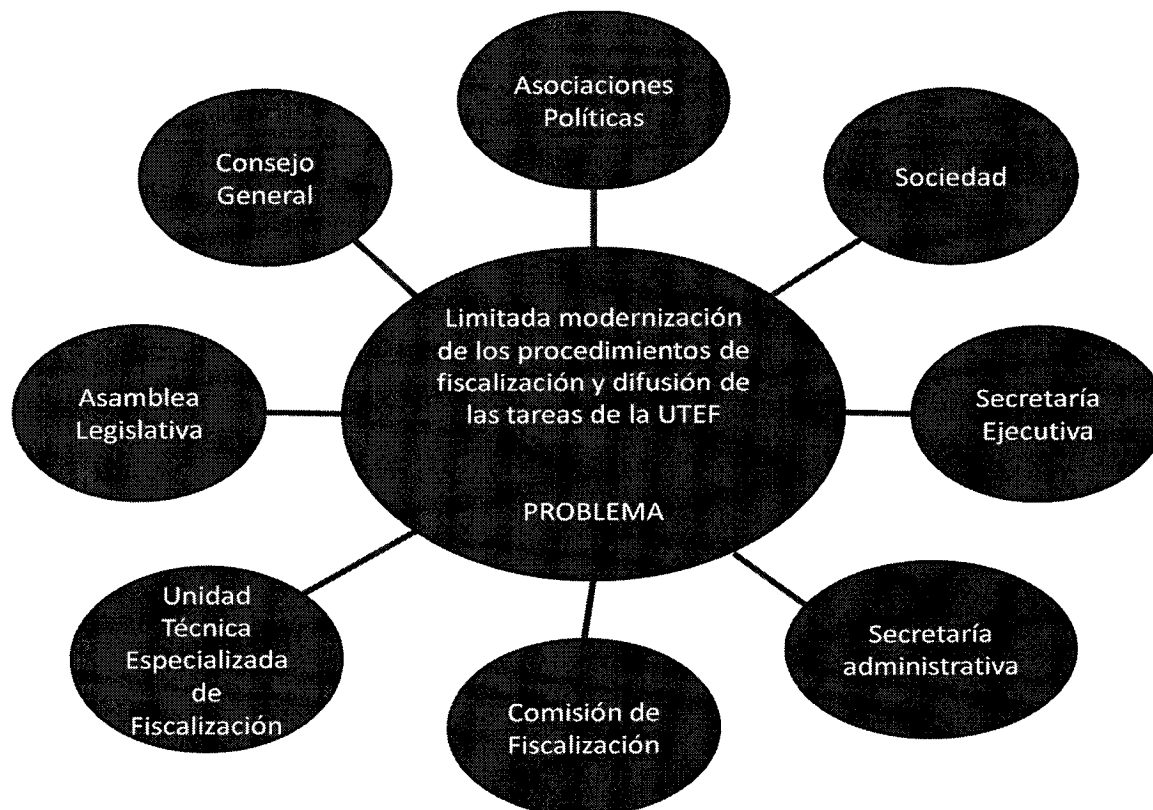 Asociaciones
Políticas
Consejo
General
Sociedad
Limitada modernización
de los procedimientos de
fiscalización y difusión de
las tareas de la UTEF
PROBLEMA
Asamblea
Legislativa
Secretaría
Ejecutiva
Unidad
Técnica
Especializada
de
Fiscalización
Secretaría
administrativa
Comisión de
Fiscalización